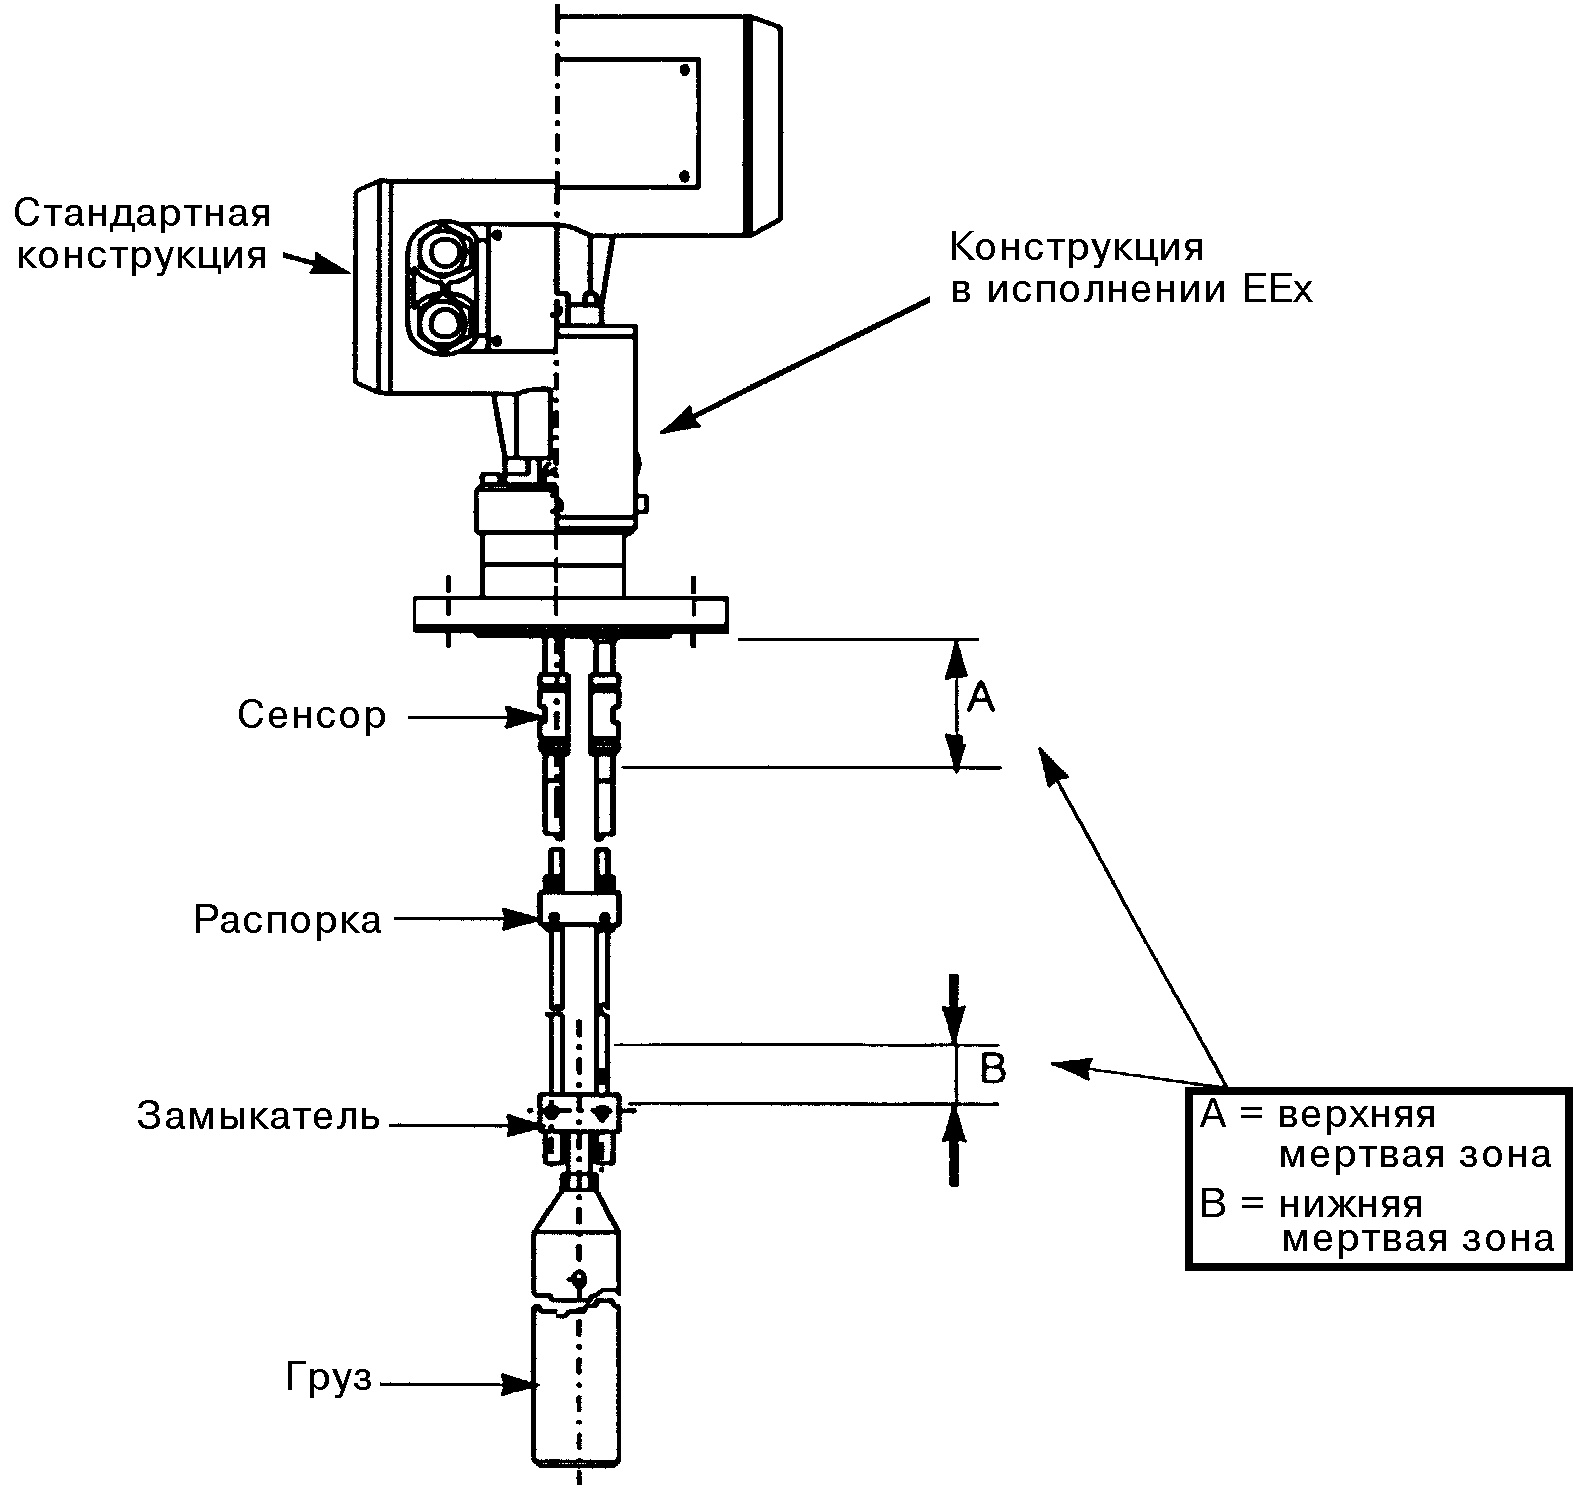 Стандартная
конструкция
Конструкция
в исполнении EEx
Сенсор
A
Распорка
B
Замыкатель
A = верхняя
мертвая зона
B = нижняя
мертвая зона
Груз